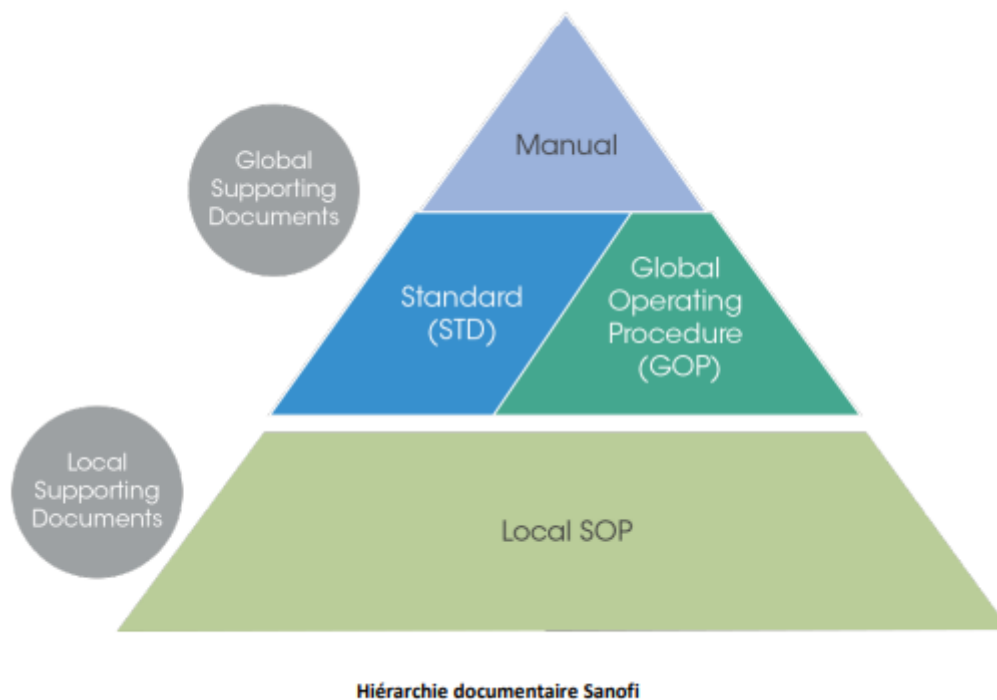 Manual
Global
Supporting
Documents
Standard
(STD)
Global
Operating
Procedure
(GOP)
Local
Supporting
Documents
Local SOP
Hiérarchie documentaire Sanofi